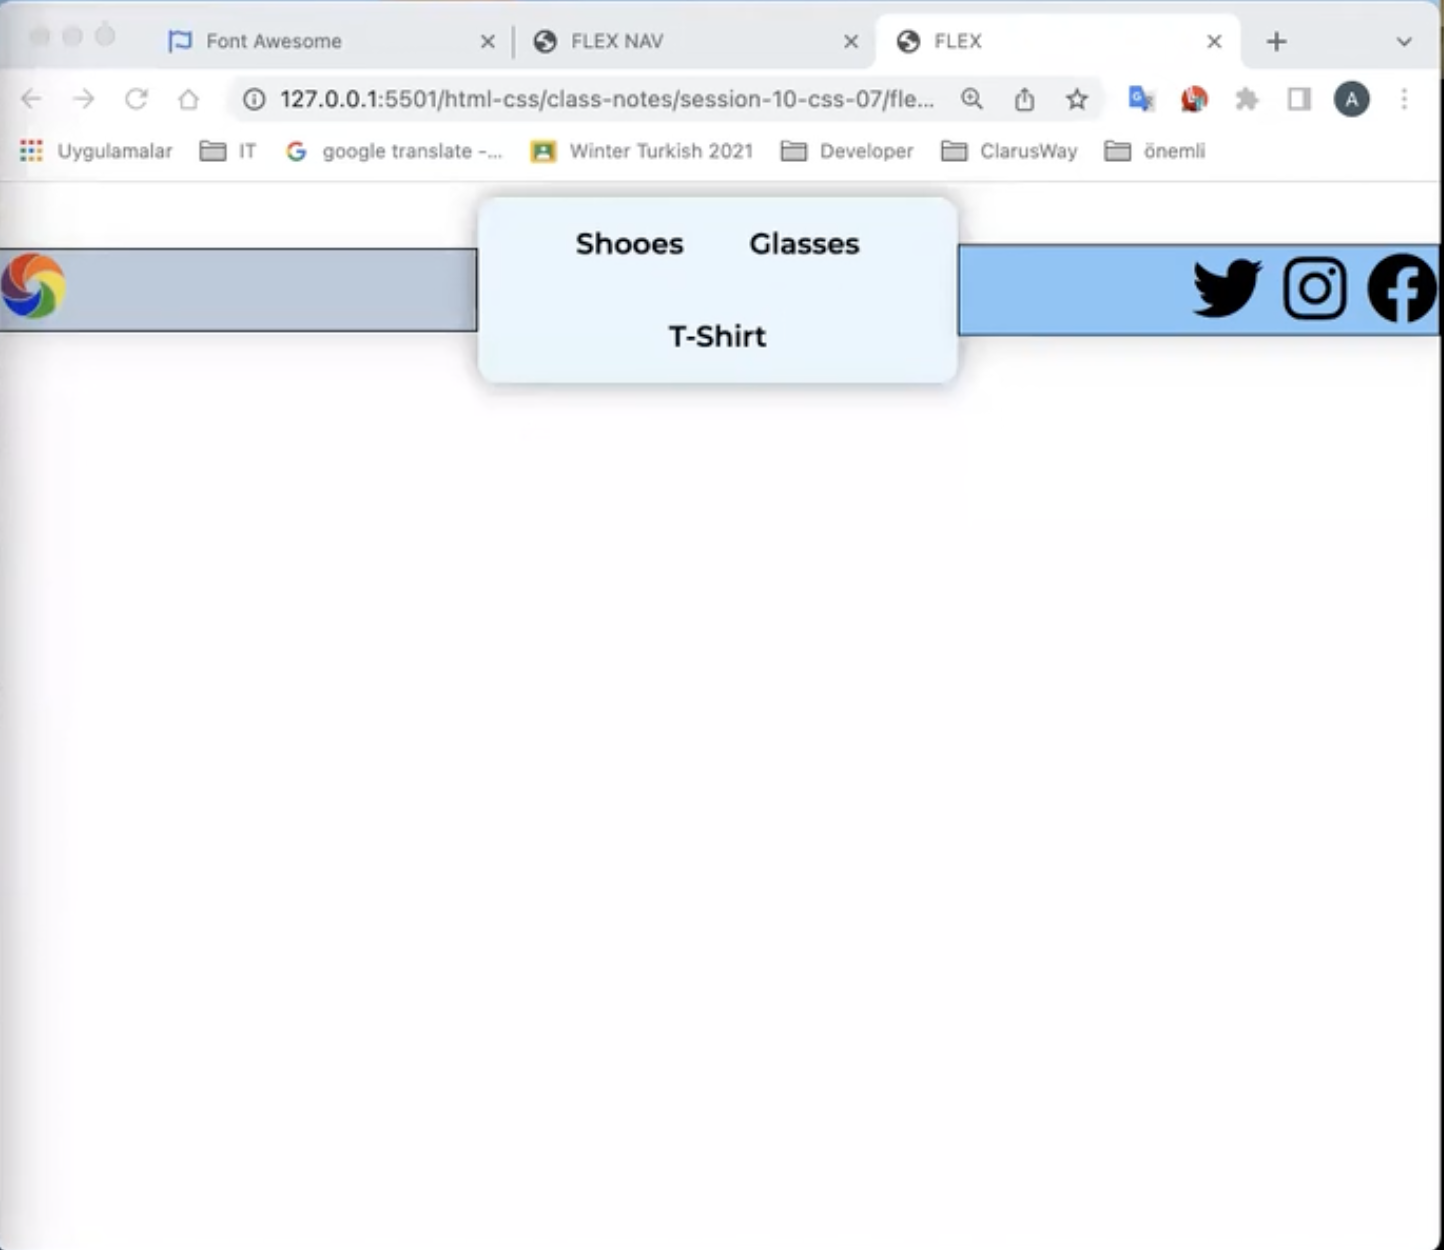 Font Awesome
FLEX NAV
FLEX
127.0.0.1:5501/html-css/class-notes/session-10-css-07/fle...
A
Uygulamalar
IT
google translate -...
Winter Turkish 2021
Developer
ClarusWay
önemli
Shooes Glasses
T-Shirt